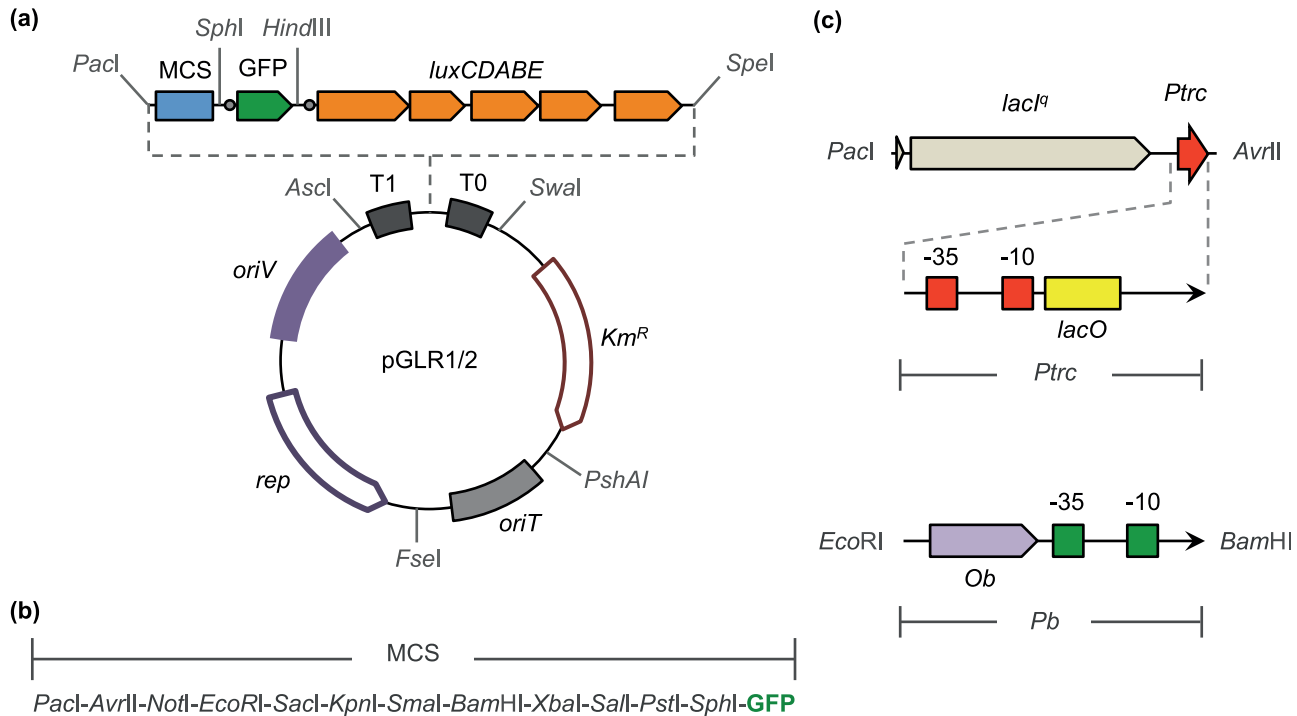 (a)
SphI HindIII
PacI MCS GFP luxCDABE SpeI
AscI T1 T0 SwaI
oriV
KmR
pGLR1/2
rep
PshAI
oriT
FseI
(b)
MCS
PacI-AvrII-NotI-EcoRI-SacI-KpnI-SmaI-BamHI-XbaI-SalI-PstI-SphI-GFP
(c)
lacIq Ptrc
PacI AvrII
-35 -10
lacO
Ptrc
-35 -10
EcoRI BamHI
Ob
Pb